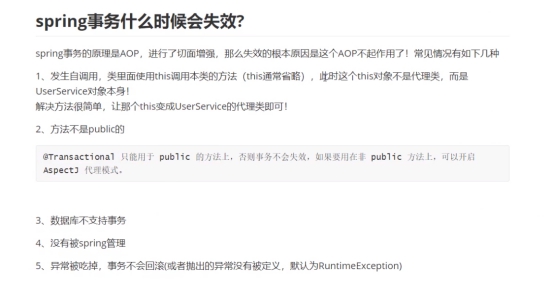 spring事务什么时候会失效?
spring事务的原理是AOP，进行了切面增强，那么失效的根本原因是这个AOP不起作用了！常见情况有如下几种
1、发生自调用，类里面使用this调用本类的方法（this通常省略），此时这个this对象不是代理类，而是
UserService对象本身！
解决方法很简单，让那个this变成UserService的代理类即可！
2、方法不是public的
@Transactional 只能用于 public 的方法上，否则事务不会失效，如果要用在非 public 方法上，可以开启
AspectJ 代理模式。
3、数据库不支持事务
4、没有被spring管理
5、异常被吃掉，事务不会回滚(或者抛出的异常没有被定义，默认为RuntimeException)